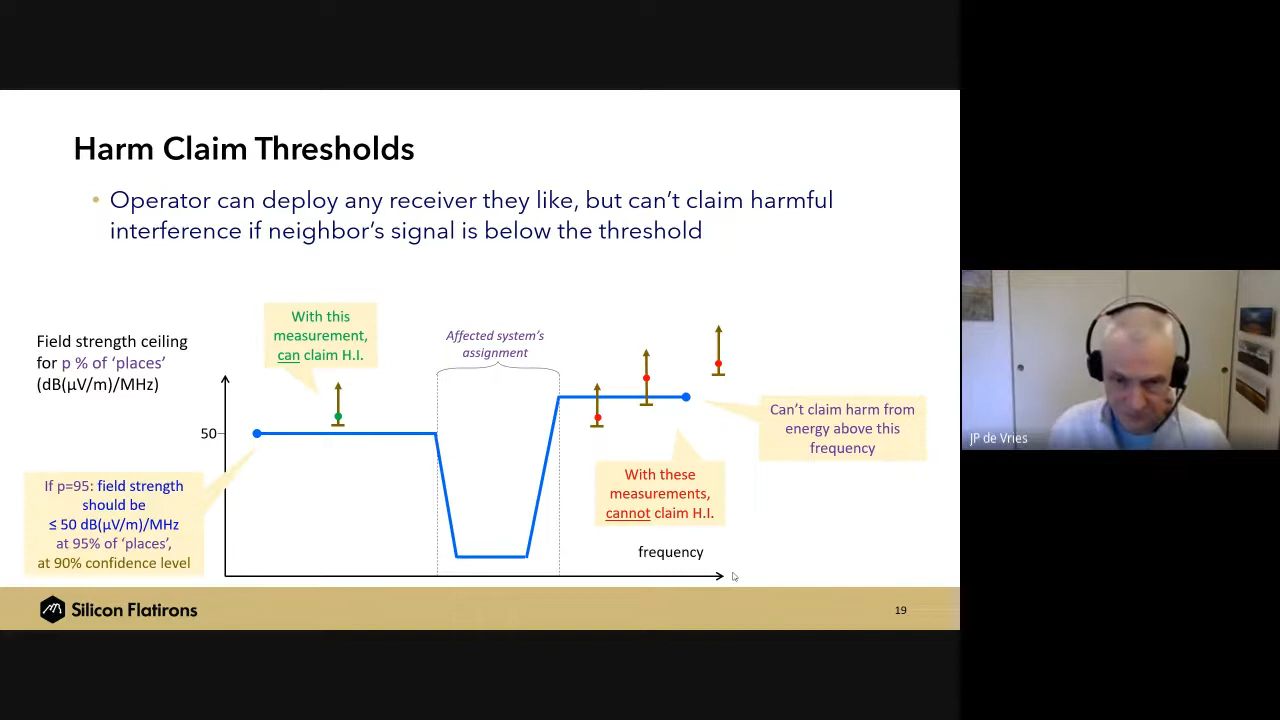 Harm Claim Thresholds
• Operator can deploy any receiver they like, but can't claim harmful
interference if neighbor's signal is below the threshold
Field strength ceiling
for p % of 'places'
(dB(μV/m)/MHz)
With this
measurement,
can claim H.I.
Affected system's
assignment
50
Can't claim harm from
energy above this
frequency
If p=95: field strength
should be
≤ 50 dB(μV/m)/MHz
at 95% of 'places',
at 90% confidence level
With these
measurements,
cannot claim H.I.
frequency
Silicon Flatirons
19
JP de Vries